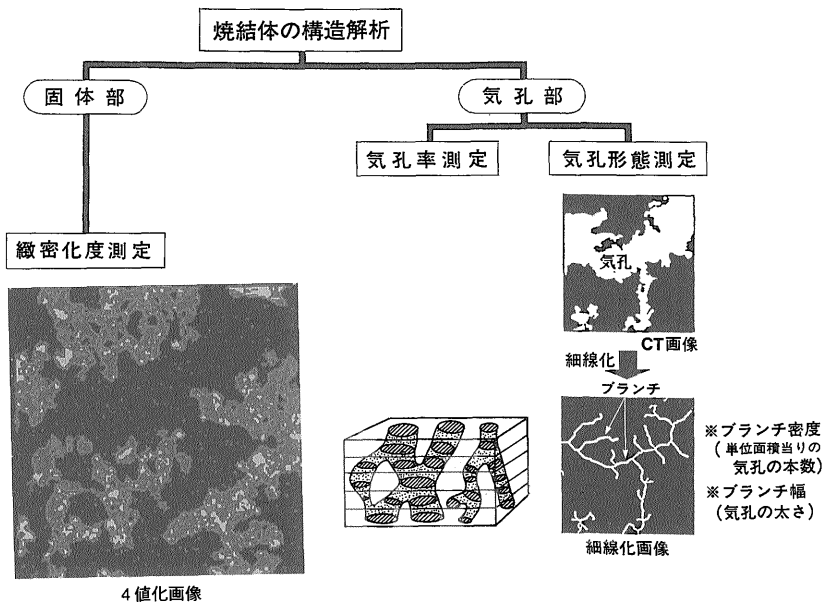 焼結体の構造解析
固体部
気孔部
気孔率測定
気孔形態測定
緻密化度測定
気孔
CT画像
細線化
ブランチ
※ブランチ密度
(単位面積当りの
気孔の本数)
※ブランチ幅
(気孔の太さ)
細線化画像
4値化画像